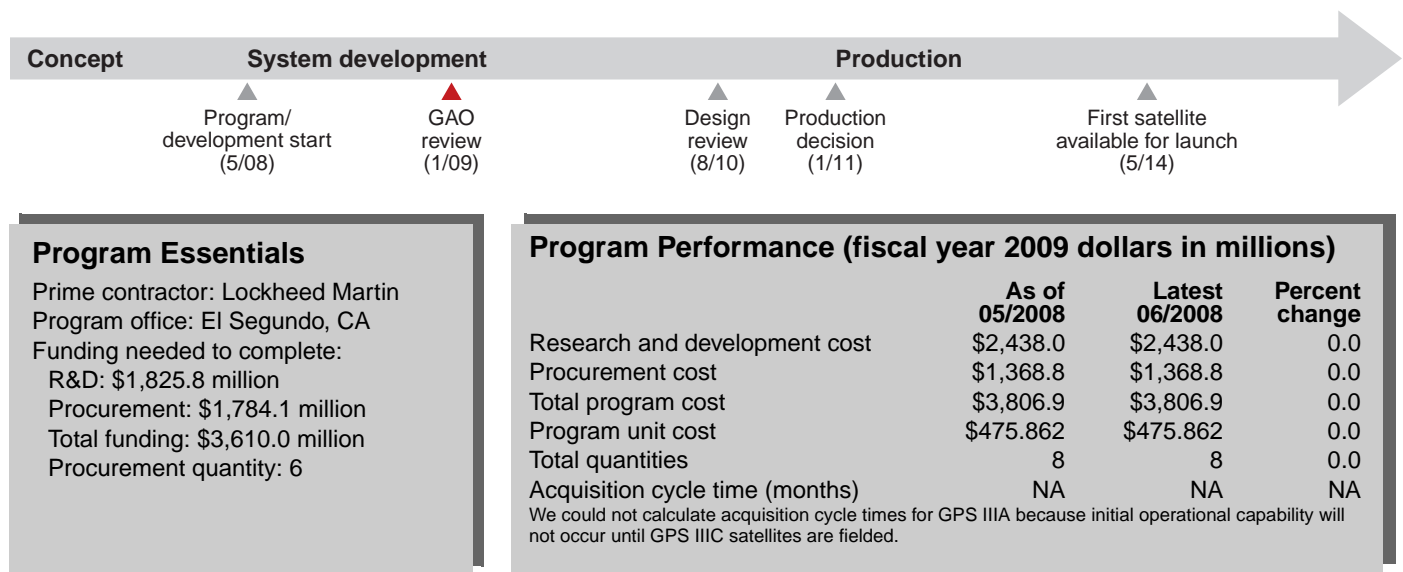 Concept System development Production
Program/
development start
(5/08)
GAO
review
(1/09)
Design
review
(8/10)
Production
decision
(1/11)
First satellite
available for launch
(5/14)
Program Essentials
Prime contractor: Lockheed Martin
Program office: El Segundo, CA
Funding needed to complete:
R&D: $1,825.8 million
Procurement: $1,784.1 million
Total funding: $3,610.0 million
Procurement quantity: 6
Program Performance (fiscal year 2009 dollars in millions)
As of
05/2008
Latest
06/2008
Percent
change
Research and development cost $2,438.0 $2,438.0 0.0
Procurement cost $1,368.8 $1,368.8 0.0
Total program cost $3,806.9 $3,806.9 0.0
Program unit cost $475.862 $475.862 0.0
Total quantities 8 8 0.0
Acquisition cycle time (months) NA NA NA
We could not calculate acquisition cycle times for GPS IIIA because initial operational capability will
not occur until GPS IIIC satellites are fielded.